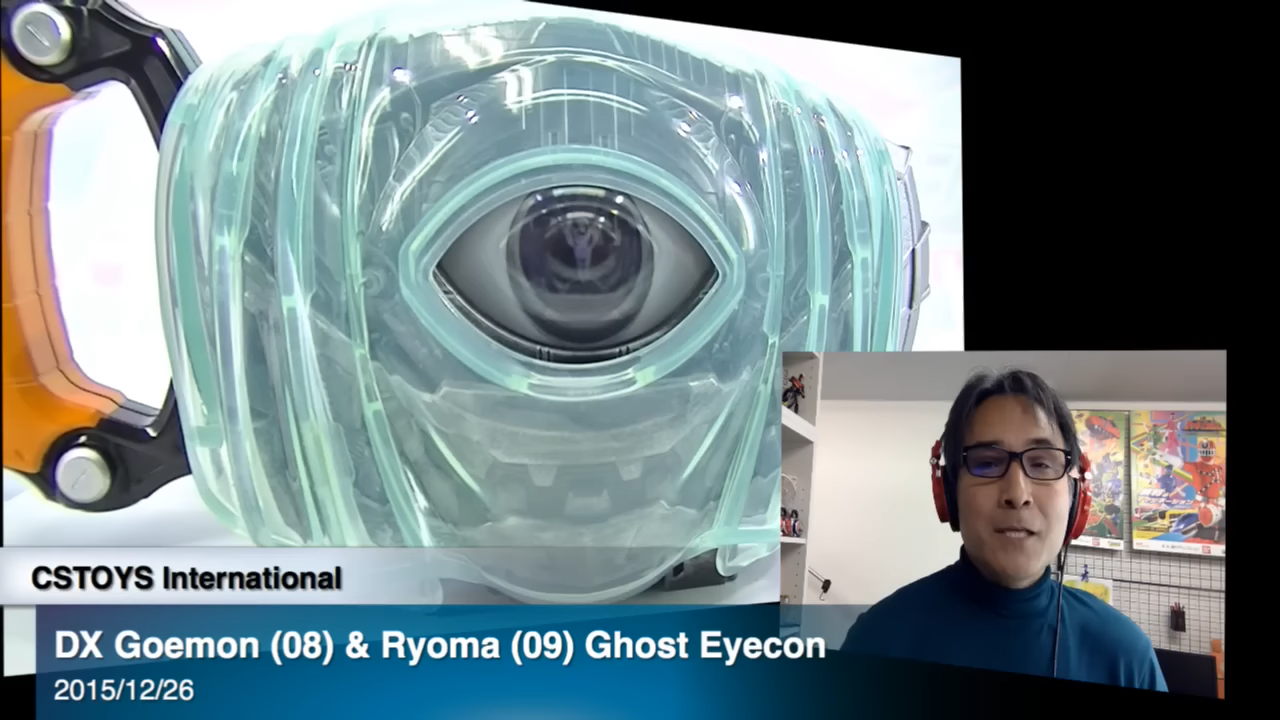 CSTOYS International
DX Goemon (08) & Ryoma (09) Ghost Eyecon
2015/12/26